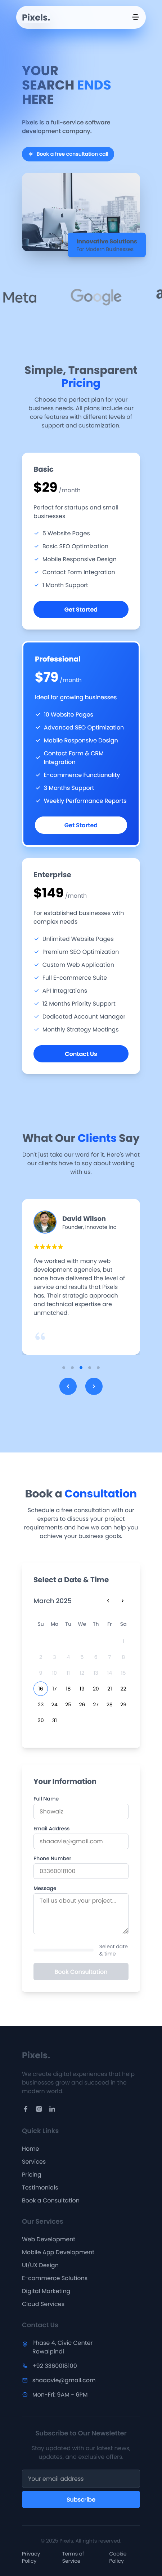 Pixels.
YOUR
SEARCH ENDS
HERE
Pixels is a full-service software
development company.
Book a free consultation call
Innovative Solutions
For Modern Businesses
Meta
Google
Simple, Transparent
Pricing
Choose the perfect plan for your
business needs. All plans include our
core features with different levels of
support and customization.
Basic
$29 /month
Perfect for startups and small
businesses
5 Website Pages
Basic SEO Optimization
Mobile Responsive Design
Contact Form Integration
1 Month Support
Get Started
Professional
$79 /month
Ideal for growing businesses
10 Website Pages
Advanced SEO Optimization
Mobile Responsive Design
Contact Form & CRM
Integration
E-commerce Functionality
3 Months Support
Weekly Performance Reports
Get Started
Enterprise
$149 /month
For established businesses with
complex needs
Unlimited Website Pages
Premium SEO Optimization
Custom Web Application
Full E-commerce Suite
API Integrations
12 Months Priority Support
Dedicated Account Manager
Monthly Strategy Meetings
Contact Us
What Our Clients Say
Don't just take our word for it. Here's what
our clients have to say about working
with us.
David Wilson
Founder, Innovate Inc
I've worked with many web
development agencies, but
none have delivered the level of
service and results that Pixels
has. Their strategic approach
and technical expertise are
unmatched.
Book a Consultation
Schedule a free consultation with our
experts to discuss your project
requirements and how we can help you
achieve your business goals.
Select a Date & Time
March 2025
Su Mo Tu We Th Fr Sa
1
2 3 4 5 6 7 8
9 10 11 12 13 14 15
16 17 18 19 20 21 22
23 24 25 26 27 28 29
30 31
Your Information
Full Name
Shawaiz
Email Address
shaaavie@gmail.com
Phone Number
03360018100
Message
Tell us about your project...
Select date
& time
Book Consultation
Pixels.
We create digital experiences that help
businesses grow and succeed in the
modern world.
Quick Links
Home
Services
Pricing
Testimonials
Book a Consultation
Our Services
Web Development
Mobile App Development
UI/UX Design
E-commerce Solutions
Digital Marketing
Cloud Services
Contact Us
Phase 4, Civic Center
Rawalpindi
+92 3360018100
shaaavie@gmail.com
Mon-Fri: 9AM - 6PM
Subscribe to Our Newsletter
Stay updated with our latest news,
updates, and exclusive offers.
Your email address
Subscribe
© 2025 Pixels. All rights reserved.
Privacy Terms of Cookie
Policy Service Policy